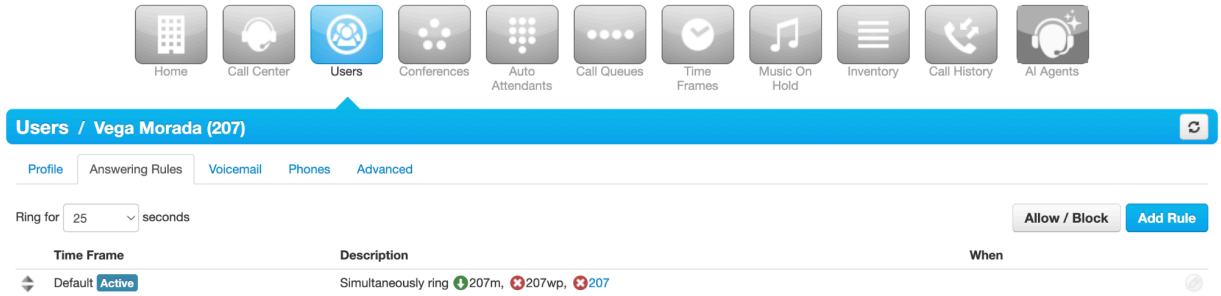 Home
Call Center
Users
Conferences
Auto
Attendants
Call Queues
Time
Frames
Music On
Hold
Inventory
Call History
AI Agents
Users / Vega Morada (207)
Profile Answering Rules Voicemail Phones Advanced
Ring for 25 seconds Allow / Block Add Rule
Time Frame Description When
Default Active Simultaneously ring 207m, 207wp, 207